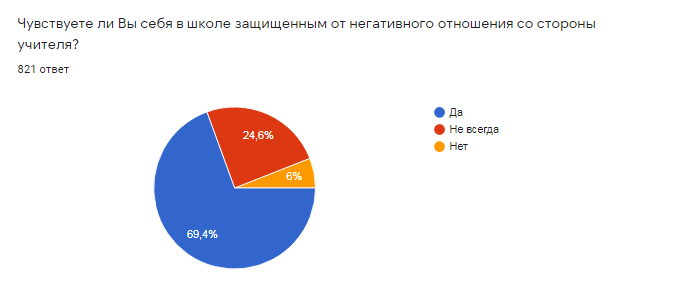 Чувствуете ли Вы себя в школе защищенным от негативного отношения со стороны
учителя?
821 ответ
Да
Не всегда
Нет
24,6%
6%
69,4%